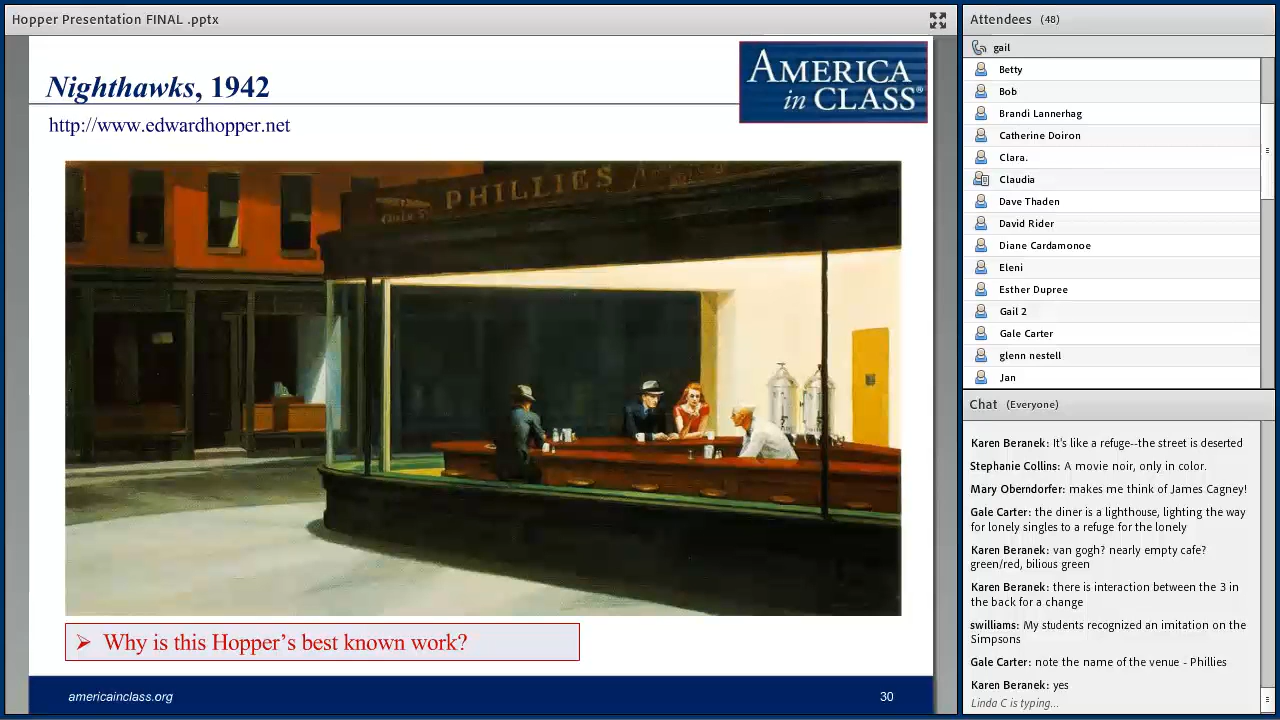 Hopper Presentation FINAL .pptx
Nighthawks, 1942
http://www.edwardhopper.net
AMERICA
in CLASS®
PHILLIES
➢ Why is this Hopper’s best known work?
americainclass.org
30
Attendees (48)
gail
Betty
Bob
Brandi Lannerhag
Catherine Doiron
Clara.
Claudia
Dave Thaden
David Rider
Diane Cardamonoe
Eleni
Esther Dupree
Gail 2
Gale Carter
glenn nestell
Jan
Chat (Everyone)
Karen Beranek: It's like a refuge--the street is deserted
Stephanie Collins: A movie noir, only in color.
Mary Oberndorfer: makes me think of James Cagney!
Gale Carter: the diner is a lighthouse, lighting the way
for lonely singles to a refuge for the lonely
Karen Beranek: van gogh? nearly empty cafe?
green/red, bilious green
Karen Beranek: there is interaction between the 3 in
the back for a change
swilliams: My students recognized an imitation on the
Simpsons
Gale Carter: note the name of the venue - Phillies
Karen Beranek: yes
Linda C is typing...